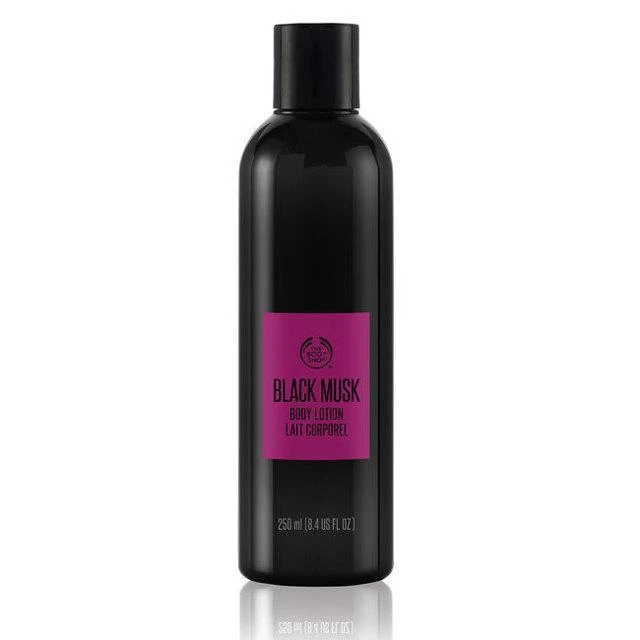 THE
BODY
SHOP
BLACK MUSK
BODY LOTION
LAIT CORPOREL
250 ml (8.4 US FL OZ)